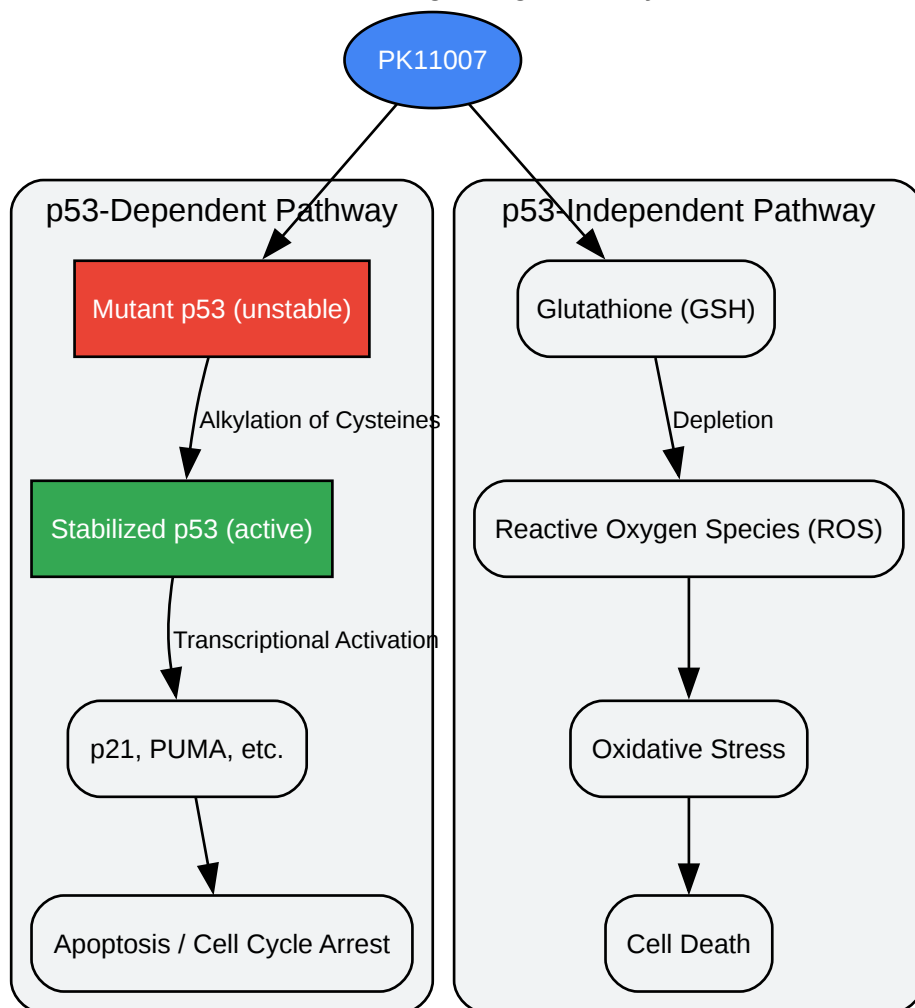 PK11007
p53-Dependent Pathway
Mutant p53 (unstable)
Alkylation of Cysteines
Stabilized p53 (active)
Transcriptional Activation
p21, PUMA, etc.
Apoptosis / Cell Cycle Arrest
p53-Independent Pathway
Glutathione (GSH)
Depletion
Reactive Oxygen Species (ROS)
Oxidative Stress
Cell Death